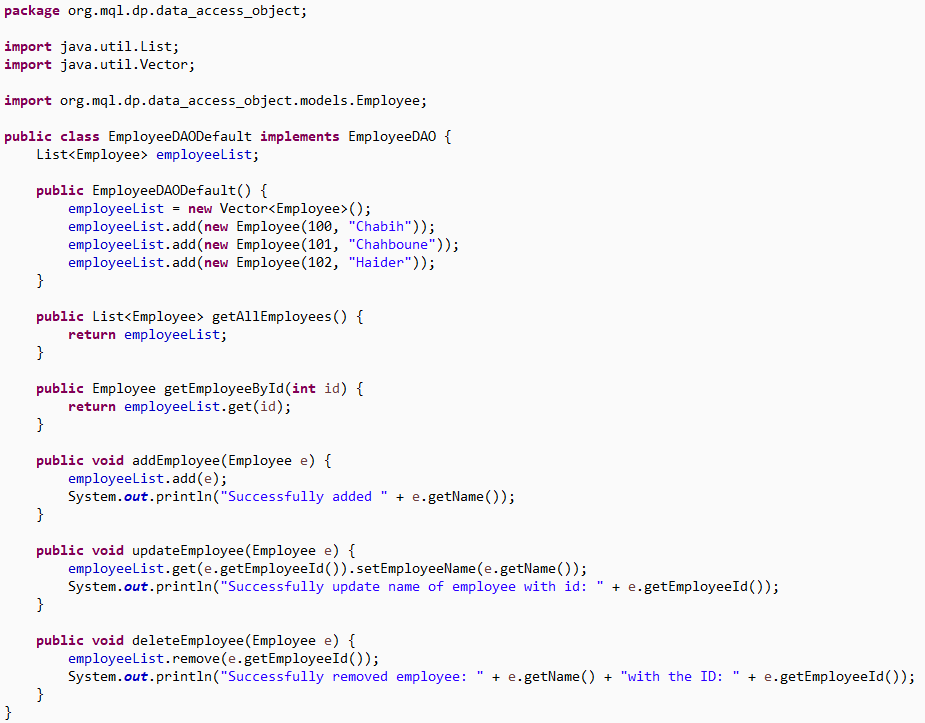 package org.mql.dp.data_access_object;

import java.util.List;
import java.util.Vector;

import org.mql.dp.data_access_object.models.Employee;

public class EmployeeDAODefault implements EmployeeDAO {
    List<Employee> employeeList;

    public EmployeeDAODefault() {
        employeeList = new Vector<Employee>();
        employeeList.add(new Employee(100, "Chabih"));
        employeeList.add(new Employee(101, "Chahboune"));
        employeeList.add(new Employee(102, "Haider"));
    }

    public List<Employee> getAllEmployees() {
        return employeeList;
    }

    public Employee getEmployeeById(int id) {
        return employeeList.get(id);
    }

    public void addEmployee(Employee e) {
        employeeList.add(e);
        System.out.println("Successfully added " + e.getName());
    }

    public void updateEmployee(Employee e) {
        employeeList.get(e.getEmployeeId()).setEmployeeName(e.getName());
        System.out.println("Successfully update name of employee with id: " + e.getEmployeeId());
    }

    public void deleteEmployee(Employee e) {
        employeeList.remove(e.getEmployeeId());
        System.out.println("Successfully removed employee: " + e.getName() + "with the ID: " + e.getEmployeeId());
    }
}